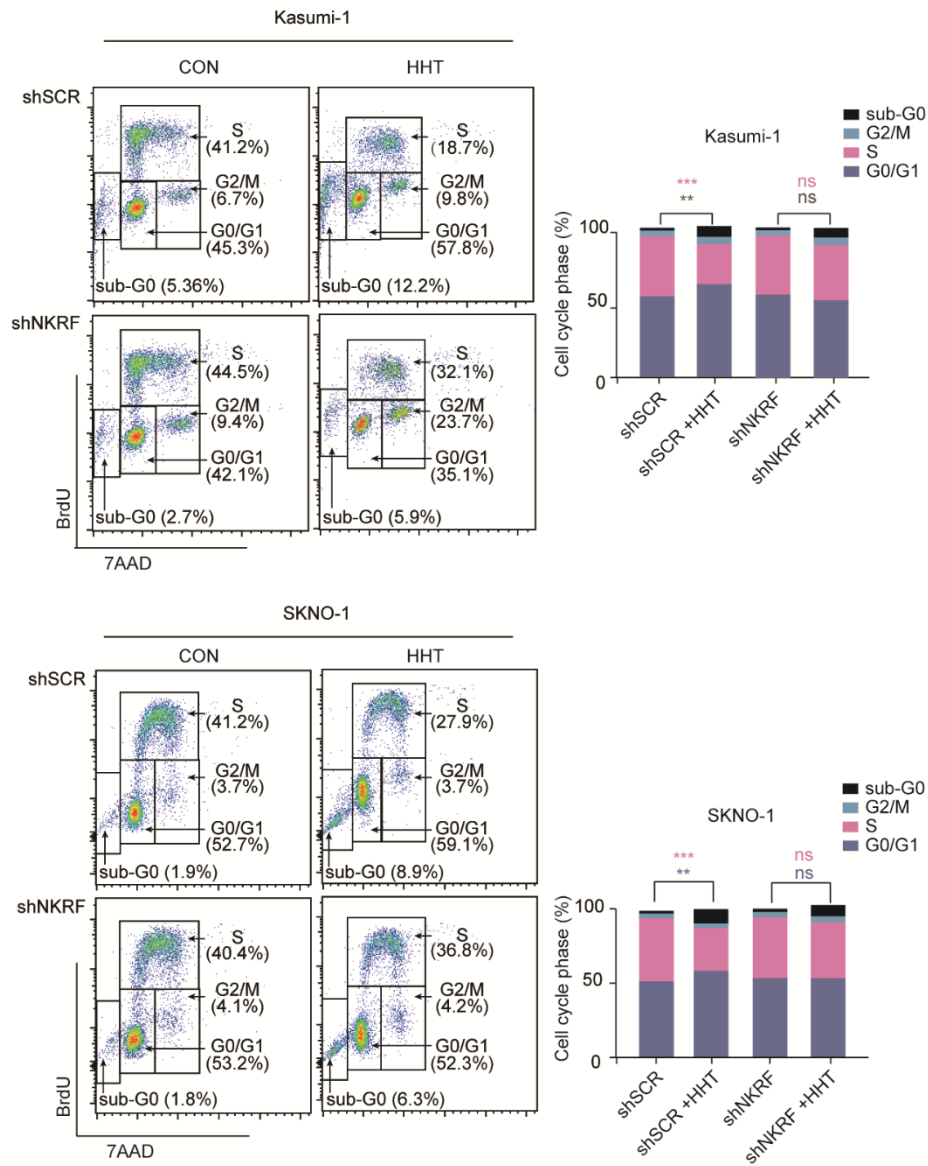 Kasumi-1
CON
HHT
shSCR
S
(41.2%)
G2/M
(6.7%)
G0/G1
(45.3%)
sub-G0 (5.36%)
S
(18.7%)
G2/M
(9.8%)
G0/G1
(57.8%)
sub-G0 (12.2%)
shNKRF
S
(44.5%)
G2/M
(9.4%)
G0/G1
(42.1%)
sub-G0 (2.7%)
S
(32.1%)
G2/M
(23.7%)
G0/G1
(35.1%)
sub-G0 (5.9%)
BrdU
7AAD
sub-G0
G2/M
S
G0/G1
Kasumi-1
*** ns
** ns
Cell cycle phase (%)
100
50
0
shSCR
shSCR +HHT
shNKRF
shNKRF +HHT
SKNO-1
CON
HHT
shSCR
S
(41.2%)
G2/M
(3.7%)
G0/G1
(52.7%)
sub-G0 (1.9%)
S
(27.9%)
G2/M
(3.7%)
G0/G1
(59.1%)
sub-G0 (8.9%)
shNKRF
S
(40.4%)
G2/M
(4.1%)
G0/G1
(53.2%)
sub-G0 (1.8%)
S
(36.8%)
G2/M
(4.2%)
G0/G1
(52.3%)
sub-G0 (6.3%)
BrdU
7AAD
sub-G0
G2/M
S
G0/G1
SKNO-1
*** ns
** ns
Cell cycle phase (%)
100
50
0
shSCR
shSCR +HHT
shNKRF
shNKRF +HHT